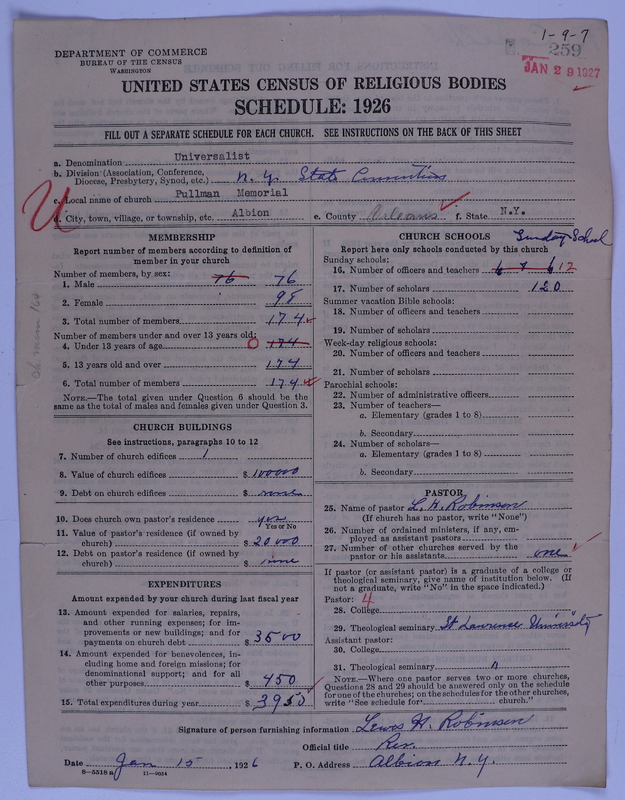 1-9-7
259
JAN 29 1927
DEPARTMENT OF COMMERCE
BUREAU OF THE CENSUS
WASHINGTON
UNITED STATES CENSUS OF RELIGIOUS BODIES
SCHEDULE: 1926
FILL OUT A SEPARATE SCHEDULE FOR EACH CHURCH. SEE INSTRUCTIONS ON THE BACK OF THIS SHEET
a. Denomination Universalist
b. Division (Association, Conference, Diocese, Presbytery, Synod, etc.) N.Y. State Convention
c. Local name of church Pullman Memorial
d. City, town, village, or township, etc. Albion e. County Orleans f. State N.Y.
U
MEMBERSHIP
Report number of members according to definition of
member in your church
Number of members, by sex:
1. Male 76 76
2. Female 98
3. Total number of members 174
Number of members under and over 13 years old:
4. Under 13 years of age 0 174
5. 13 years old and over 174
6. Total number of members 174
NOTE.—The total given under Question 6 should be
same as the total of males and females given under Question 3.
CHURCH BUILDINGS
See instructions, paragraphs 10 to 12
7. Number of church edifices 1
8. Value of church edifices $ 10000
9. Debt on church edifices $ none
10. Does church own pastor's residence yes
Yes or No
11. Value of pastor's residence (if owned by
church) $ 20000
12. Debt on pastor's residence (if owned by
church) $ none
EXPENDITURES
Amount expended by your church during last fiscal year
13. Amount expended for salaries, repairs,
and other running expenses; for im-
provements or new buildings; and for
payments on church debt $ 3500
14. Amount expended for benevolences, in-
cluding home and foreign missions; for
denominational support; and for all
other purposes $ 450
15. Total expenditures during year $ 3950
CHURCH SCHOOLS Sunday School
Report here only schools conducted by this church
Sunday schools:
16. Number of officers and teachers 12
17. Number of scholars 120
Summer vacation Bible schools:
18. Number of officers and teachers
19. Number of scholars
Week-day religious schools:
20. Number of officers and teachers
21. Number of scholars
Parochial schools:
22. Number of administrative officers
23. Number of teachers—
a. Elementary (grades 1 to 8)
b. Secondary
24. Number of scholars—
a. Elementary (grades 1 to 8)
b. Secondary
PASTOR
25. Name of pastor L. H. Robinson
(If church has no pastor, write "None")
26. Number of ordained ministers, if any, em-
ployed as assistant pastors
27. Number of other churches served by the
pastor or his assistants one
If pastor (or assistant pastor) is a graduate of a college or
theological seminary, give name of institution below. (If
not a graduate, write "No" in the space indicated.)
Pastor: 4
28. College
29. Theological seminary St Lawrence University
Assistant pastor:
30. College
31. Theological seminary
NOTE.—Where one pastor serves two or more churches,
Questions 28 and 29 should be answered only on the schedule
for one of the churches; on the schedules for the other churches,
write "See schedule for church."
Signature of person furnishing information Lewis H. Robinson
Official title Rev.
Date Jan 15, 1926 P. O. Address Albion N.Y.
8-5518 a 11-9034